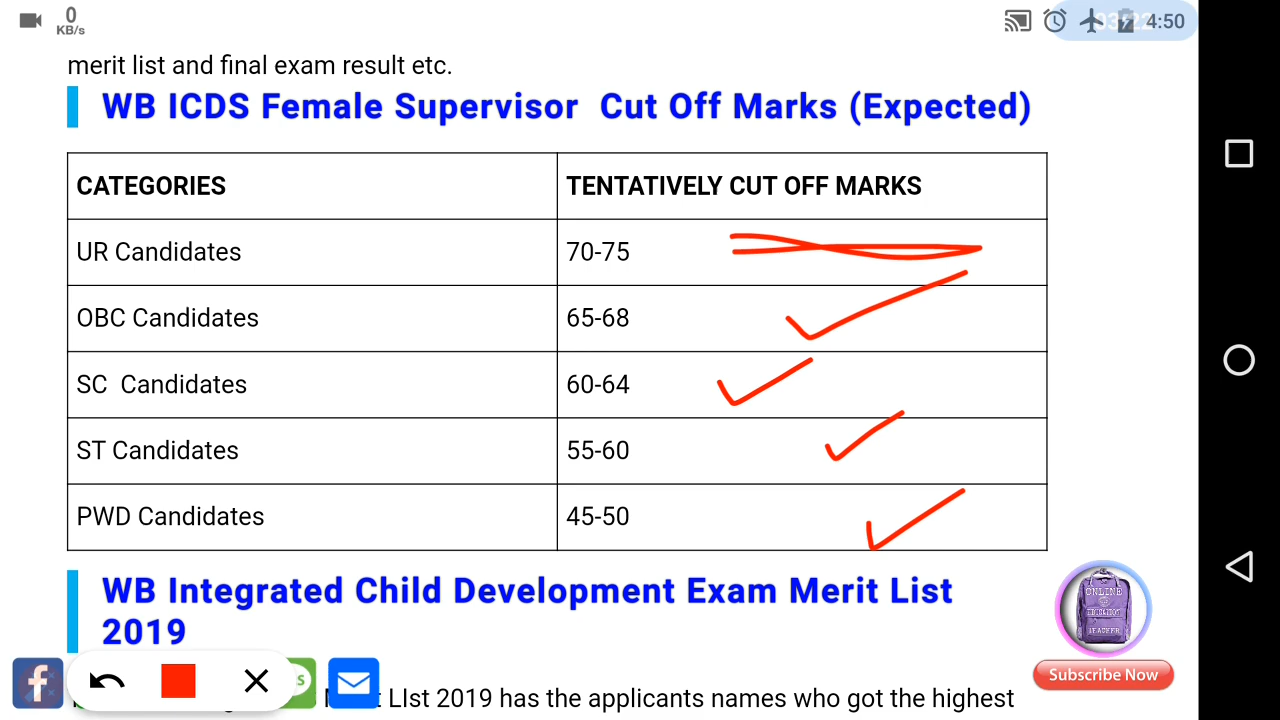 0
KB/s
4:50
merit list and final exam result etc.
WB ICDS Female Supervisor Cut Off Marks (Expected)
CATEGORIES TENTATIVELY CUT OFF MARKS
UR Candidates 70-75
OBC Candidates 65-68
SC Candidates 60-64
ST Candidates 55-60
PWD Candidates 45-50
WB Integrated Child Development Exam Merit List
2019
ONLINE
TEACHER
Subscribe Now
LIst 2019 has the applicants names who got the highest